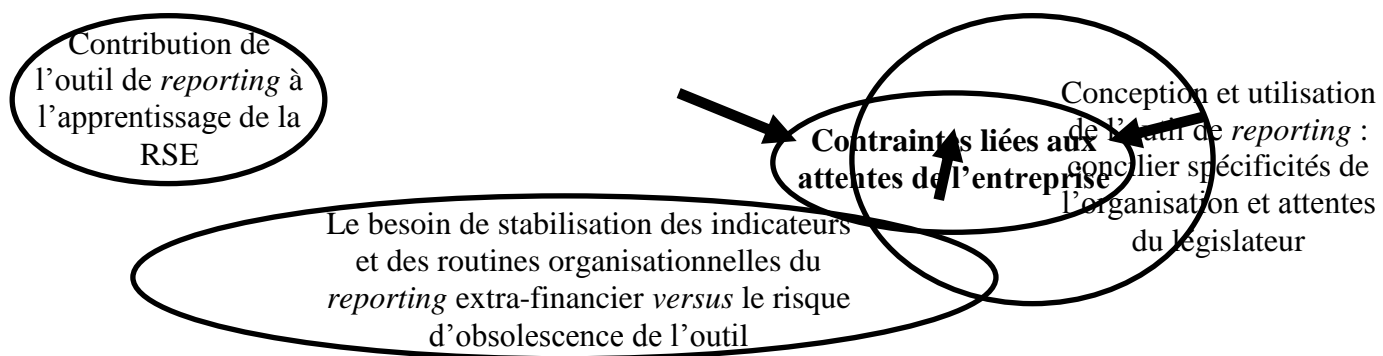 Contribution de
l’outil de reporting à
l’apprentissage de la
RSE
Contraintes liées aux
attentes de l’entreprise
Conception et utilisation
de l’outil de reporting :
concilier spécificités de
l’organisation et attentes
du législateur
Le besoin de stabilisation des indicateurs
et des routines organisationnelles du
reporting extra-financier versus le risque
d’obsolescence de l’outil